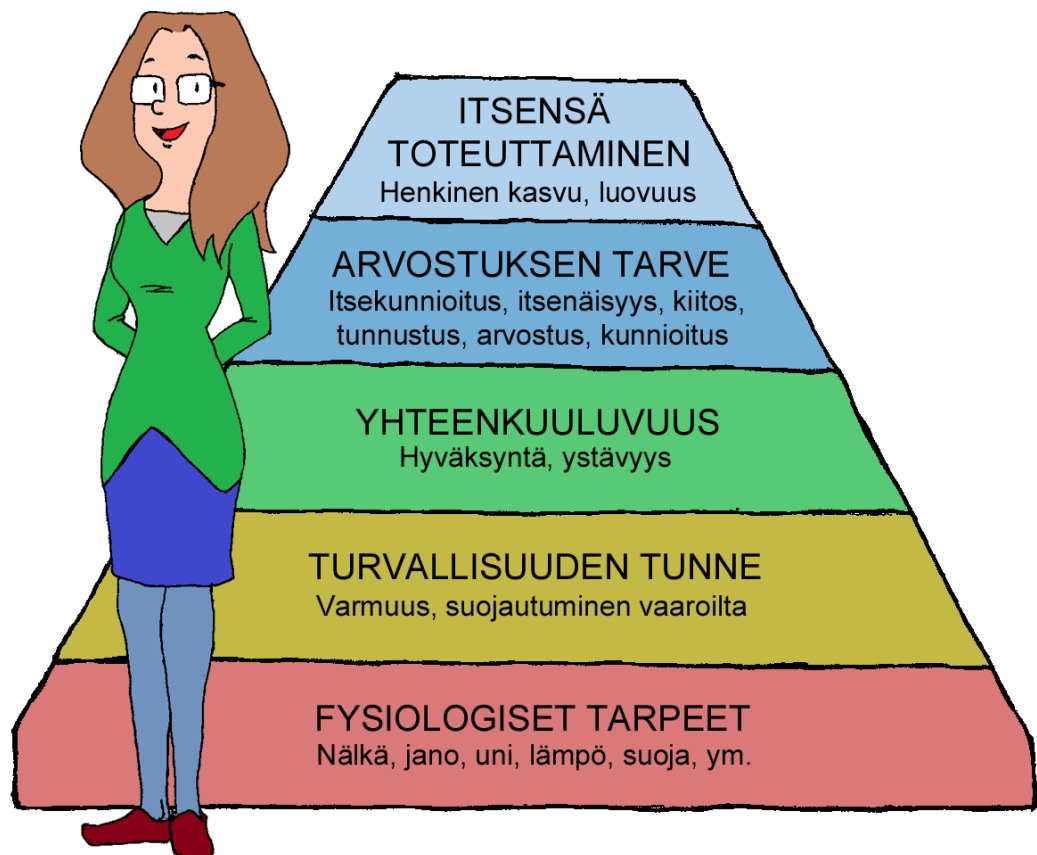 ITSENSÄ
TOTEUTTAMINEN
Henkinen kasvu, luovuus
ARVOSTUKSEN TARVE
Itsekunnioitus, itsenäisyys, kiitos,
tunnustus, arvostus, kunnioitus
YHTEENKUULUVUUS
Hyväksyntä, ystävyys
TURVALLISUUDEN TUNNE
Varmuus, suojautuminen vaaroilta
FYSIOLOGISET TARPEET
Nälkä, jano, uni, lämpö, suoja, ym.